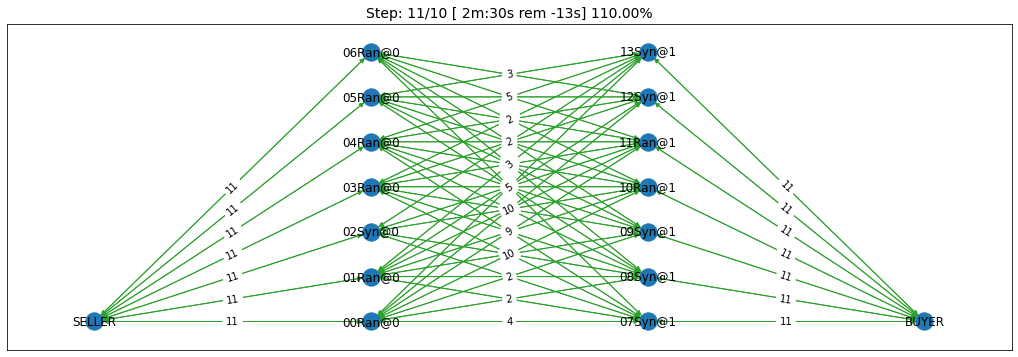 Step: 11/10 [ 2m:30s rem -13s] 110.00%
06Ran@0 13Syn@1
3
05Ran@0 5 12Syn@1
2
04Ran@0 2 11Ran@1
3
11 03Ran@0 5 10Ran@1 11
11 10 11
11 02Syn@0 9 09Syn@1 11
11 10 11
11 01Ran@0 2 08Syn@1 11
11 2 11
SELLER 11 00Ran@0 4 07Syn@1 11 BUYER